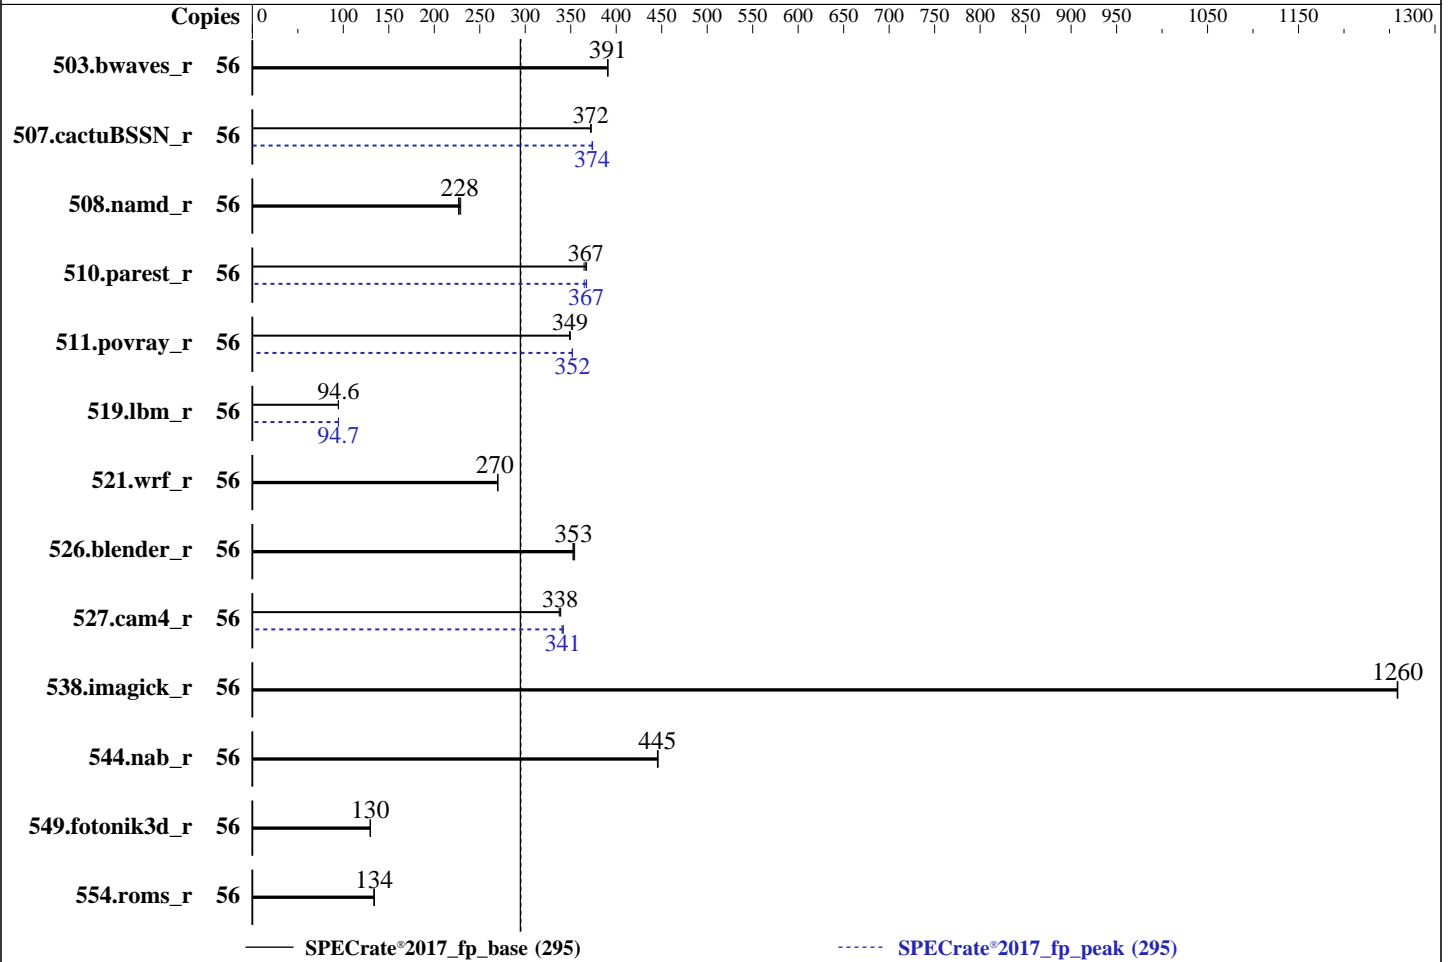 Copies 0 100 150 200 250 300 350 400 450 500 550 600 650 700 750 800 850 900 950 1050 1150 1300
503.bwaves_r 56 391
507.cactuBSSN_r 56 372
374
508.namd_r 56 228
510.parest_r 56 367
367
511.povray_r 56 349
352
519.lbm_r 56 94.6
94.7
521.wrf_r 56 270
526.blender_r 56 353
527.cam4_r 56 338
341
538.imagick_r 56 1260
544.nab_r 56 445
549.fotonik3d_r 56 130
554.roms_r 56 134
SPECrate®2017_fp_base (295) SPECrate®2017_fp_peak (295)